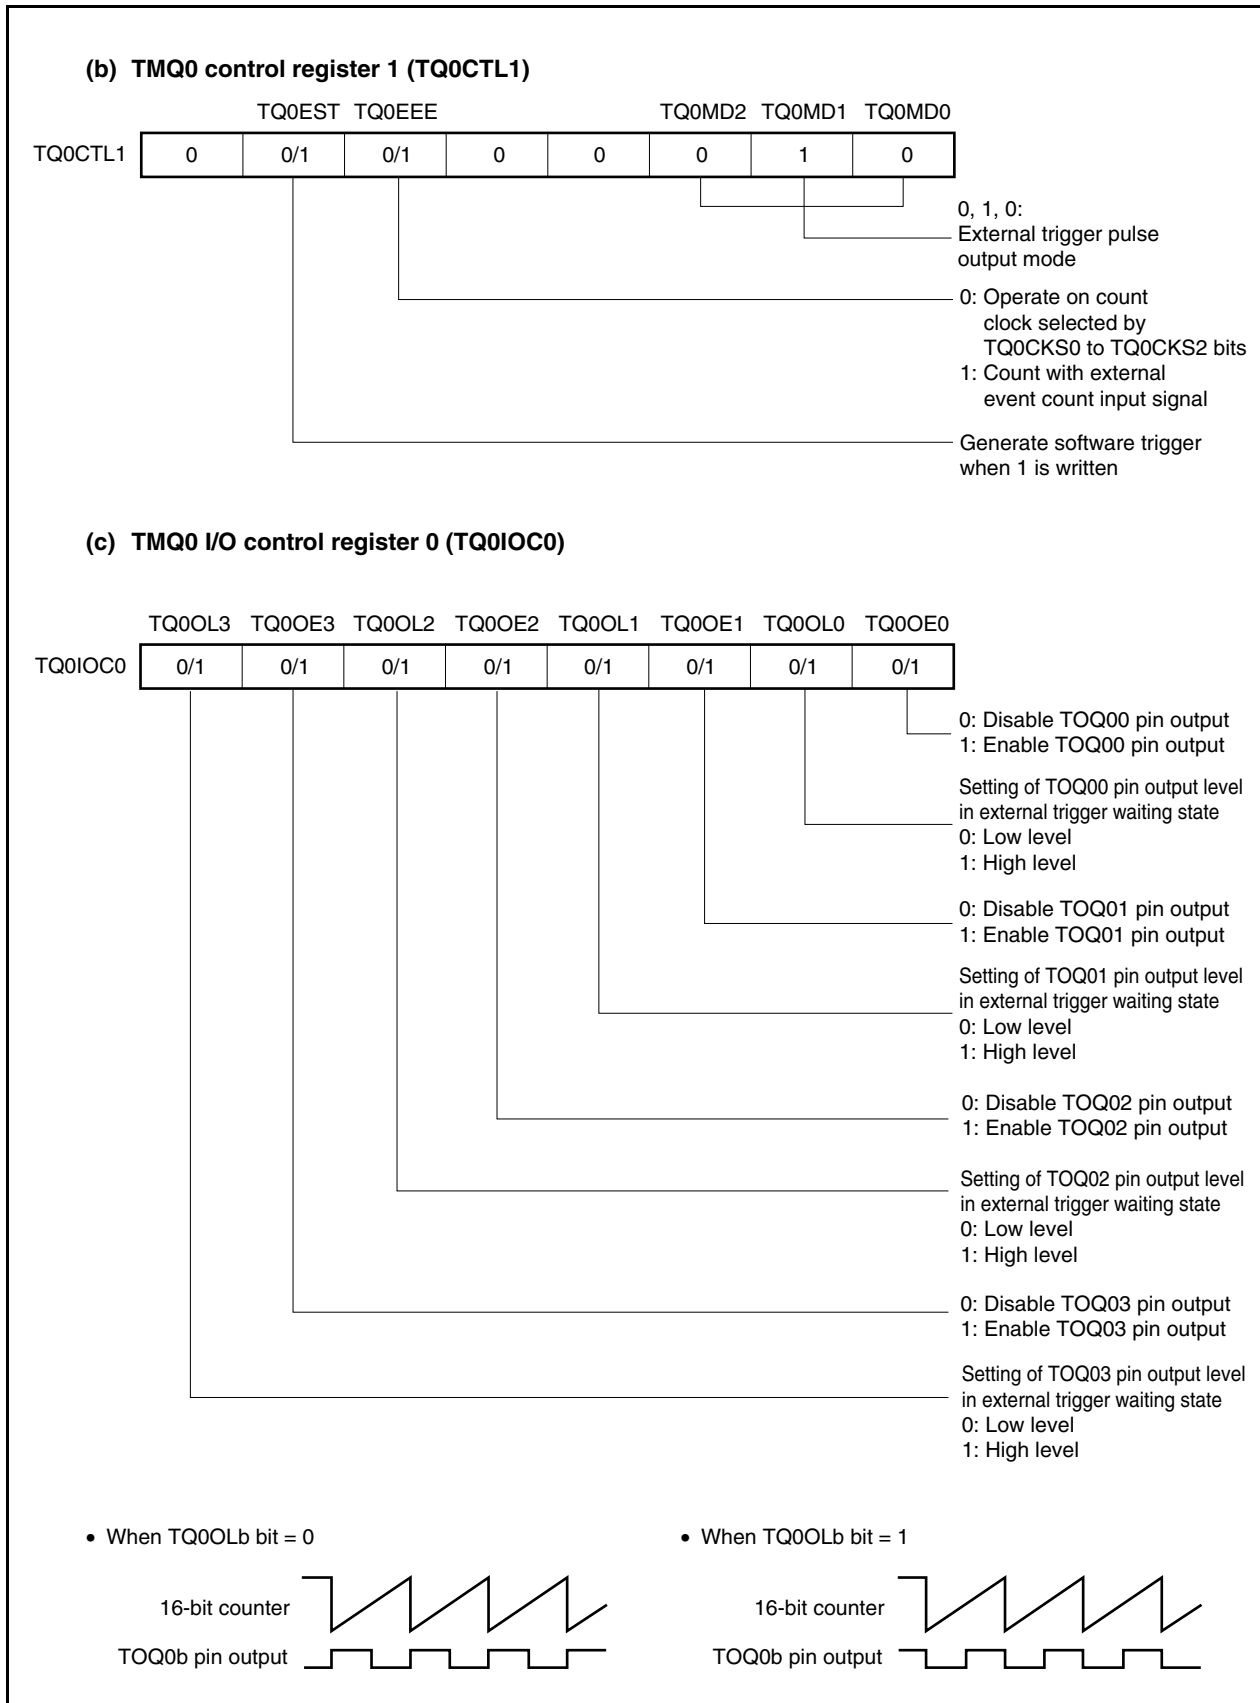 (b) TMQ0 control register 1 (TQ0CTL1)
TQ0EST TQ0EEE TQ0MD2 TQ0MD1 TQ0MD0
TQ0CTL1 0 0/1 0/1 0 0 0 1 0
0, 1, 0:
External trigger pulse
output mode
0: Operate on count
clock selected by
TQ0CKS0 to TQ0CKS2 bits
1: Count with external
event count input signal
Generate software trigger
when 1 is written
(c) TMQ0 I/O control register 0 (TQ0IOC0)
TQ0OL3 TQ0OE3 TQ0OL2 TQ0OE2 TQ0OL1 TQ0OE1 TQ0OL0 TQ0OE0
TQ0IOC0 0/1 0/1 0/1 0/1 0/1 0/1 0/1 0/1
0: Disable TOQ00 pin output
1: Enable TOQ00 pin output
Setting of TOQ00 pin output level
in external trigger waiting state
0: Low level
1: High level
0: Disable TOQ01 pin output
1: Enable TOQ01 pin output
Setting of TOQ01 pin output level
in external trigger waiting state
0: Low level
1: High level
0: Disable TOQ02 pin output
1: Enable TOQ02 pin output
Setting of TOQ02 pin output level
in external trigger waiting state
0: Low level
1: High level
0: Disable TOQ03 pin output
1: Enable TOQ03 pin output
Setting of TOQ03 pin output level
in external trigger waiting state
0: Low level
1: High level
• When TQ0OLb bit = 0
16-bit counter
TOQ0b pin output
• When TQ0OLb bit = 1
16-bit counter
TOQ0b pin output